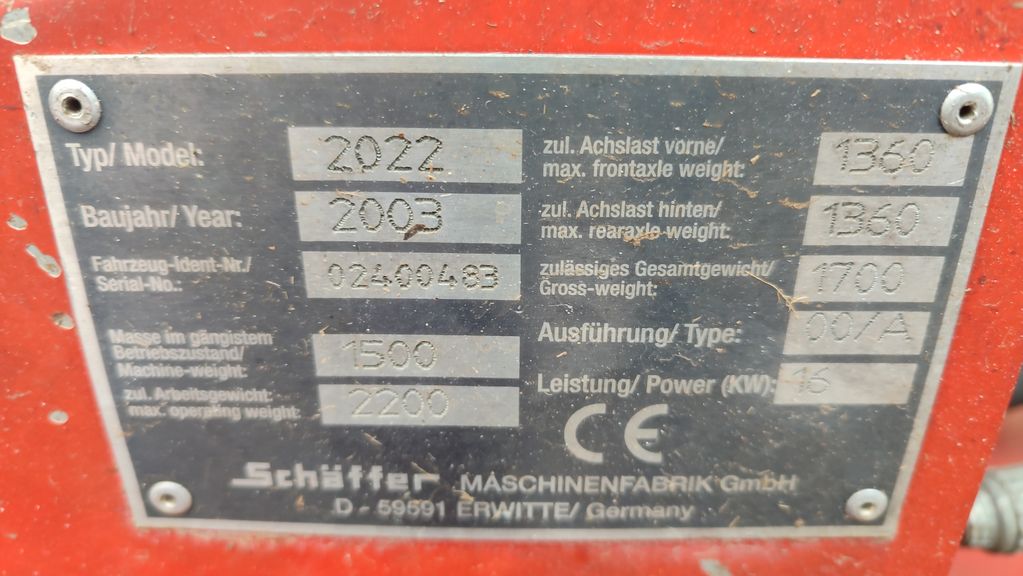 Typ/ Model: 2022
Baujahr/ Year: 2003
Fahrzeug-Ident-Nr./
Serial-No.: 02400483
Masse im gängistem
Betriebszustand/
Machine-weight: 1500
zul. Arbeitsgewicht:
max. operating weight: 2200
zul. Achslast vorne/
max. frontaxle weight: 1360
zul. Achslast hinten/
max. rearaxle-weight: 1360
zulässiges Gesamtgewicht/
Gross-weight: 1700
Ausführung/ Type: 00/A
Leistung/ Power (KW): 16
CE
Schäffer MASCHINENFABRIK GmbH
D - 59591 ERWITTE/ Germany